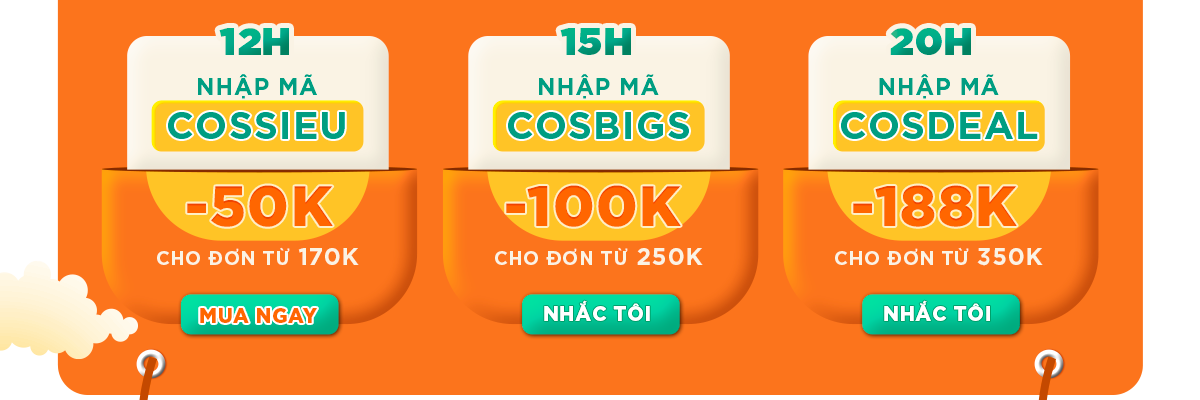 12H
NHẬP MÃ
COSSIEU
-50K
CHO ĐƠN TỪ 170K
MUA NGAY
15H
NHẬP MÃ
COSBIGS
-100K
CHO ĐƠN TỪ 250K
NHẮC TÔI
20H
NHẬP MÃ
COSDEAL
-188K
CHO ĐƠN TỪ 350K
NHẮC TÔI